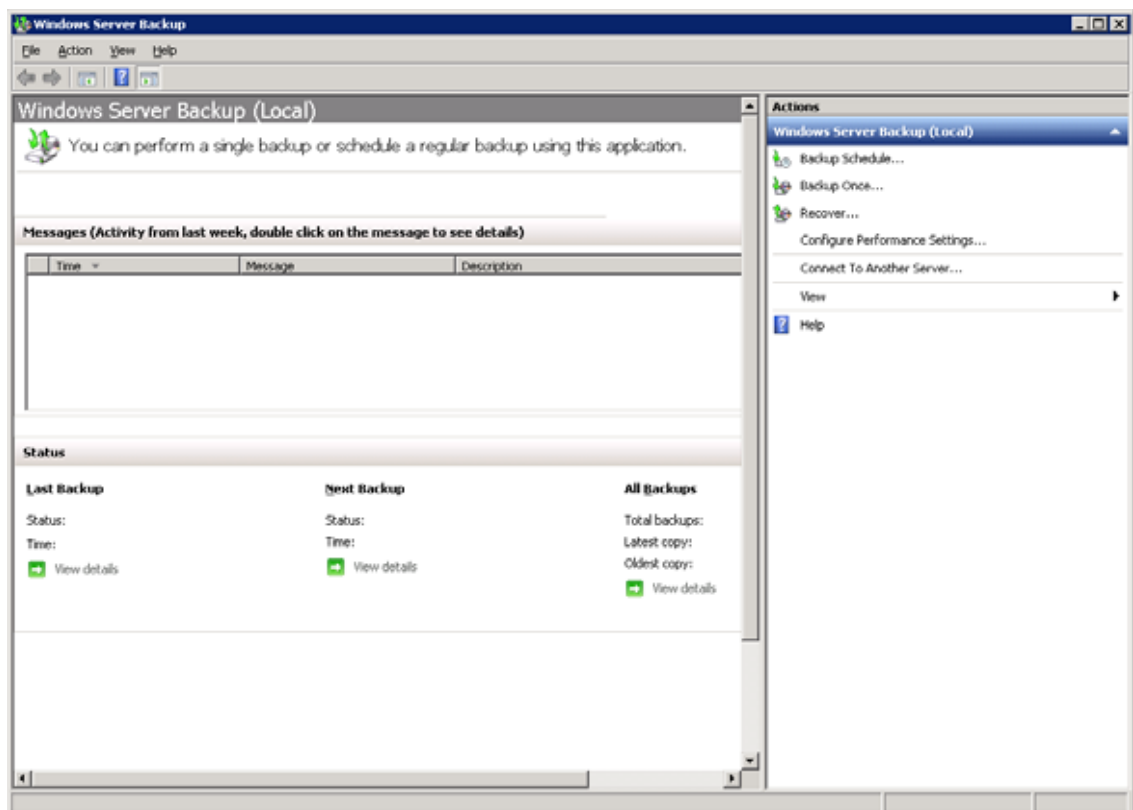 Windows Server Backup
File Action View Help
Windows Server Backup (Local)
You can perform a single backup or schedule a regular backup using this application.
Messages (Activity from last week, double click on the message to see details)
Time Message Description
Status
Last Backup
Status:
Time:
View details
Next Backup
Status:
Time:
View details
All Backups
Total backups:
Latest copy:
Oldest copy:
View details
Actions
Windows Server Backup (Local)
Backup Schedule...
Backup Once...
Recover...
Configure Performance Settings...
Connect To Another Server...
View
Help